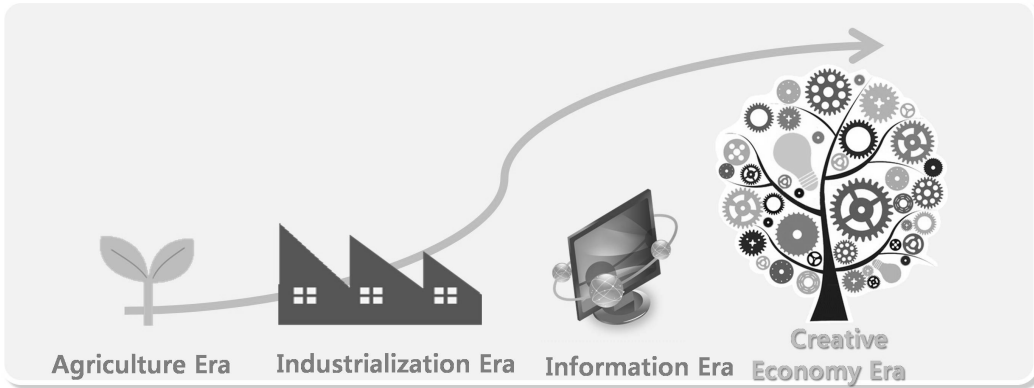 Agriculture Era
Industrialization Era
Information Era
Creative
Economy Era